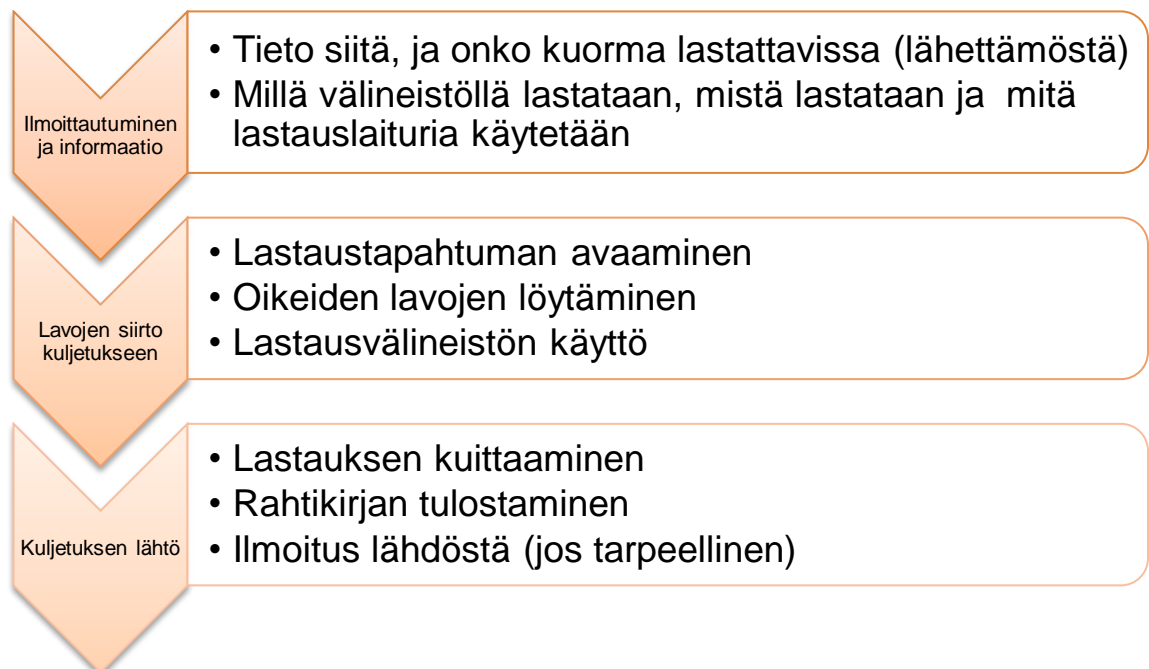 Ilmoittautuminen
ja informaatio
• Tieto siitä, ja onko kuorma lastattavissa (lähettämöstä)
• Millä välineistöllä lastataan, mistä lastataan ja  mitä
lastauslaituria käytetään
Lavojen siirto
kuljetukseen
• Lastaustapahtuman avaaminen
• Oikeiden lavojen löytäminen
• Lastausvälineistön käyttö
Kuljetuksen lähtö
• Lastauksen kuittaaminen
• Rahtikirjan tulostaminen
• Ilmoitus lähdöstä (jos tarpeellinen)